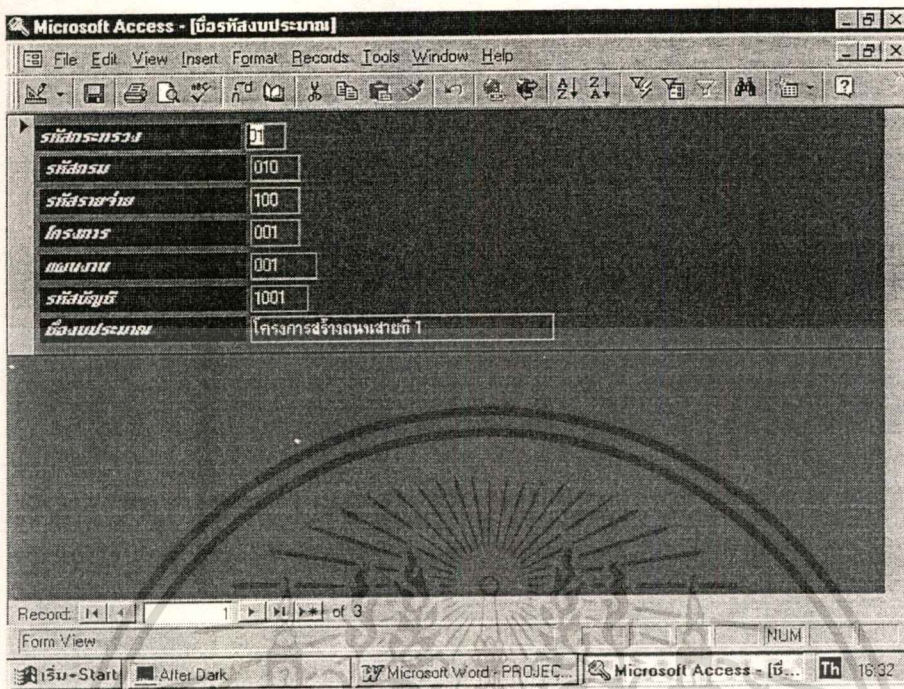 Microsoft Access - [ชื่อรหัสงบประมาณ]
File Edit View Insert Format Records Tools Window Help
รหัสกระทรวง 01
รหัสกรม 010
รหัสรายจ่าย 100
โครงการ 001
แผนงาน 001
รหัสบัญชี 1001
ชื่องบประมาณ โครงการสร้างถนนสายที่ 1
Record: 1 of 3
Form View NUM
เริ่ม-Start After Dark Microsoft Word - PROJEC... Microsoft Access - [ชื่... Th 16:32